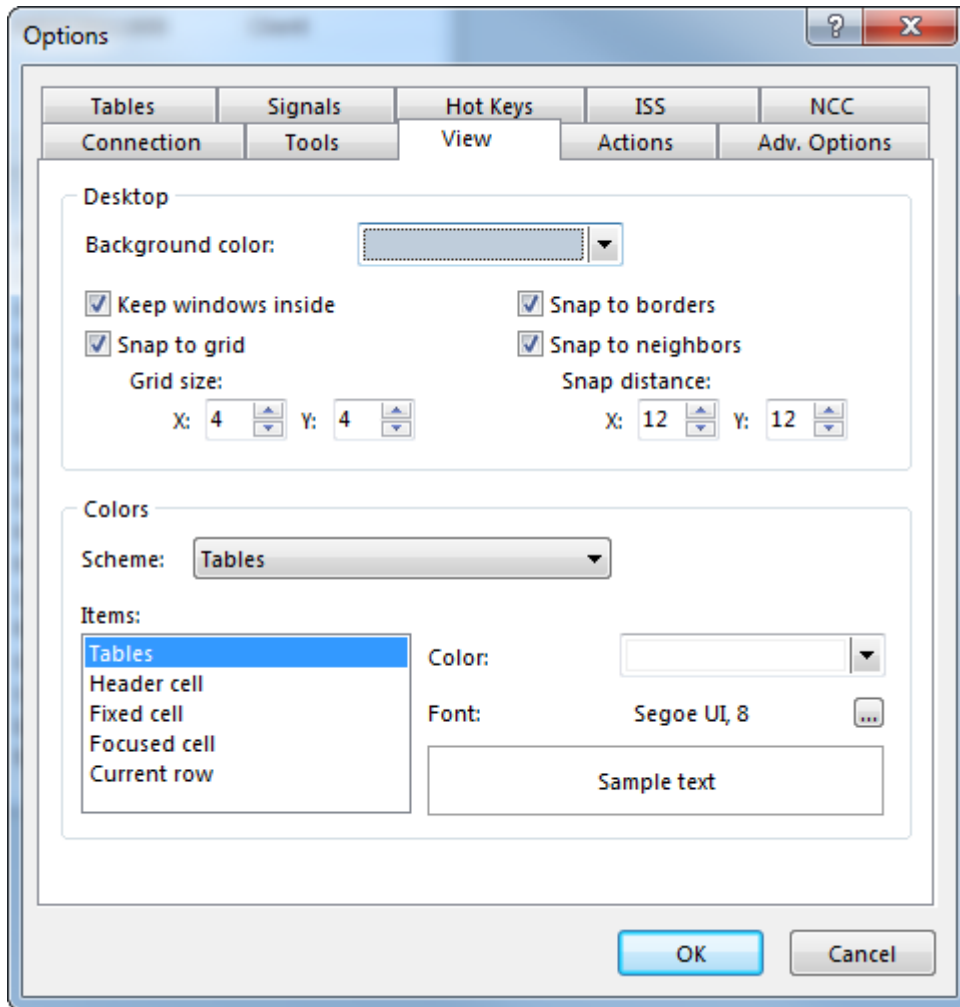 Options
Tables Signals Hot Keys ISS NCC
Connection Tools View Actions Adv. Options
Desktop
Background color:
Keep windows inside Snap to borders
Snap to grid Snap to neighbors
Grid size: Snap distance:
X: 4 Y: 4 X: 12 Y: 12
Colors
Scheme: Tables
Items:
Tables
Color:
Header cell
Fixed cell
Font: Segoe UI, 8 ...
Focused cell
Current row
Sample text
OK Cancel